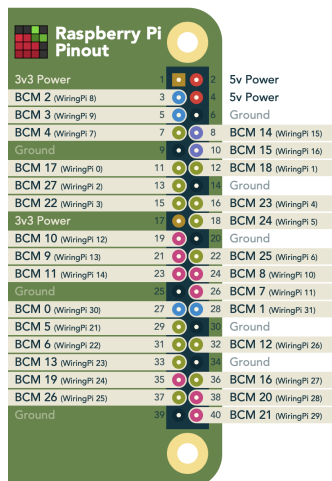 Raspberry Pi
Pinout
3v3 Power 1 2 5v Power
BCM 2 (WiringPi 8) 3 4 5v Power
BCM 3 (WiringPi 9) 5 6 Ground
BCM 4 (WiringPi 7) 7 8 BCM 14 (WiringPi 15)
Ground 9 10 BCM 15 (WiringPi 16)
BCM 17 (WiringPi 0) 11 12 BCM 18 (WiringPi 1)
BCM 27 (WiringPi 2) 13 14 Ground
BCM 22 (WiringPi 3) 15 16 BCM 23 (WiringPi 4)
3v3 Power 17 18 BCM 24 (WiringPi 5)
BCM 10 (WiringPi 12) 19 20 Ground
BCM 9 (WiringPi 13) 21 22 BCM 25 (WiringPi 6)
BCM 11 (WiringPi 14) 23 24 BCM 8 (WiringPi 10)
Ground 25 26 BCM 7 (WiringPi 11)
BCM 0 (WiringPi 30) 27 28 BCM 1 (WiringPi 31)
BCM 5 (WiringPi 21) 29 30 Ground
BCM 6 (WiringPi 22) 31 32 BCM 12 (WiringPi 26)
BCM 13 (WiringPi 23) 33 34 Ground
BCM 19 (WiringPi 24) 35 36 BCM 16 (WiringPi 27)
BCM 26 (WiringPi 25) 37 38 BCM 20 (WiringPi 28)
Ground 39 40 BCM 21 (WiringPi 29)